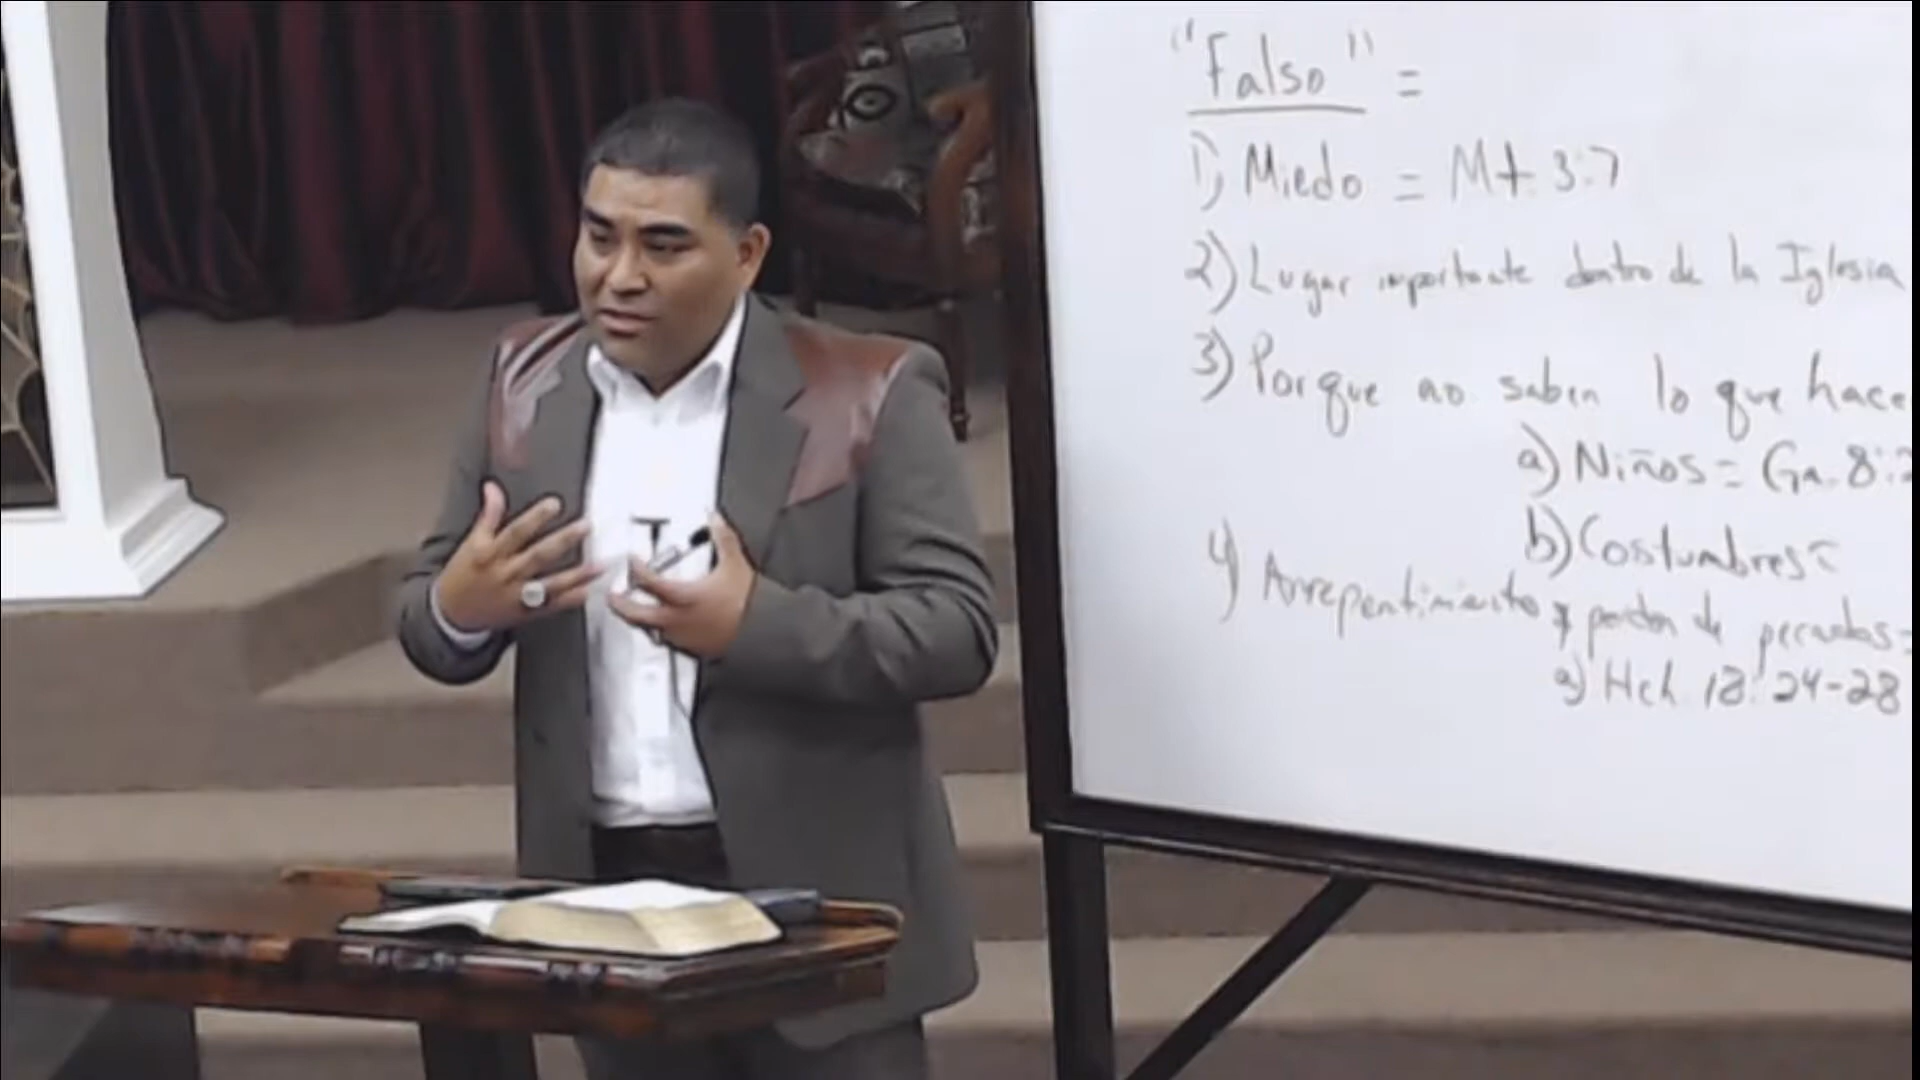 "Falso" =
1) Miedo = Mt. 3:7
2) Lugar importante dentro de la Iglesia
3) Porque no saben lo que hace
a) Niños = Ga. 8:2
b) Costumbres =
4) Arrepentimiento y perdon de pecados =
a) Hch. 18:24-28